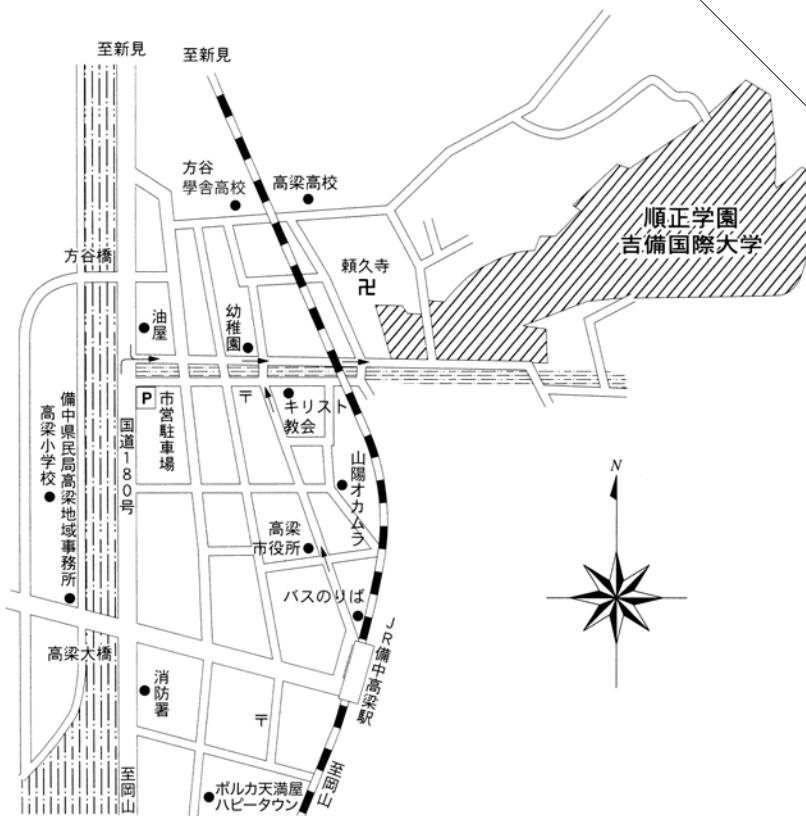 至新見
至新見
方谷
學舎高校
高梁高校
順正学園
吉備国際大学
方谷橋
頼久寺
卍
油屋
幼稚園
P
市営駐車場
〒
キリスト
教会
国道180号
備中県民局高梁地域事務所
高梁小学校
山陽オカムラ
高梁
市役所
N
バスのりば
JR備中高梁駅
高梁大橋
消防署
〒
至岡山
至岡山
ポルカ天満屋
ハピータウン